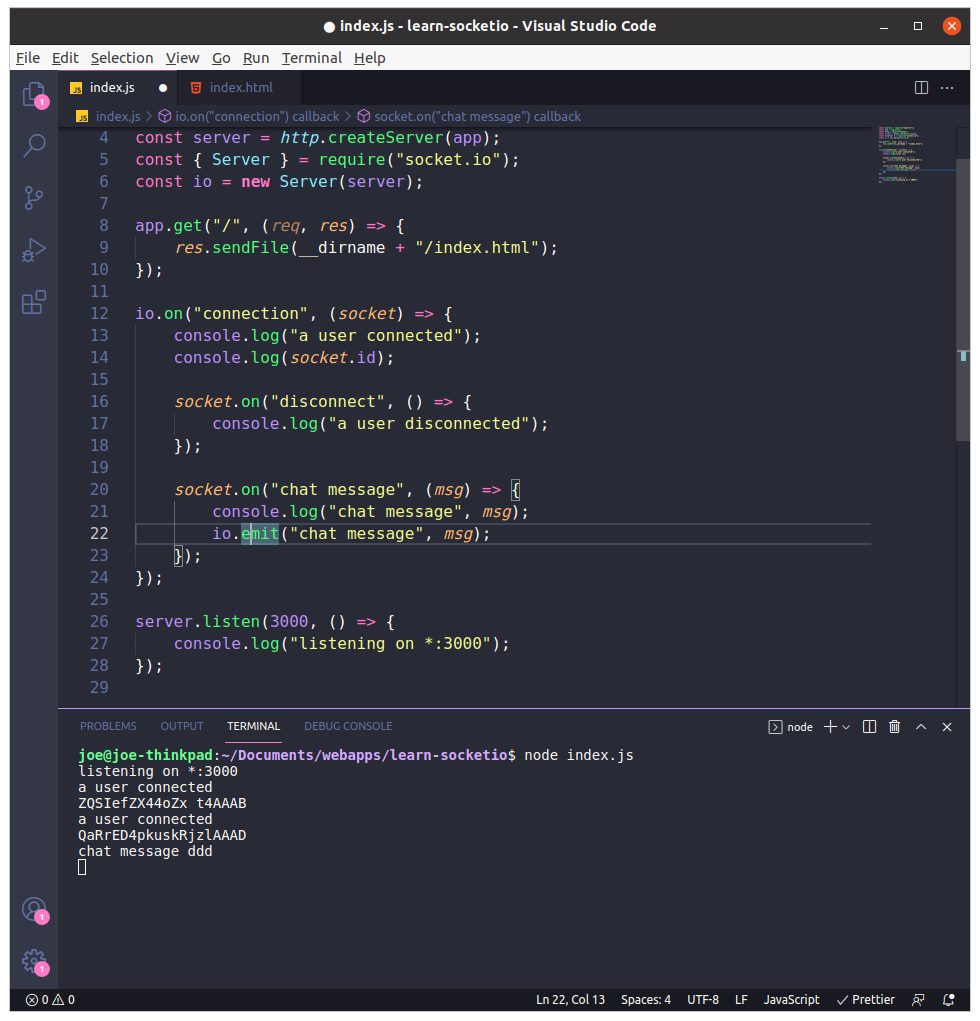 index.js - learn-socketio - Visual Studio Code
File Edit Selection View Go Run Terminal Help
1
JS index.js index.html
JS index.js > io.on("connection") callback > socket.on("chat message") callback
4 const server = http.createServer(app);
5 const { Server } = require("socket.io");
6 const io = new Server(server);
7
8 app.get("/", (req, res) => {
9 res.sendFile(__dirname + "/index.html");
10 });
11
12 io.on("connection", (socket) => {
13 console.log("a user connected");
14 console.log(socket.id);
15
16 socket.on("disconnect", () => {
17 console.log("a user disconnected");
18 });
19
20 socket.on("chat message", (msg) => {
21 console.log("chat message", msg);
22 io.emit("chat message", msg);
23 });
24 });
25
26 server.listen(3000, () => {
27 console.log("listening on *:3000");
28 });
29
PROBLEMS OUTPUT TERMINAL DEBUG CONSOLE node
joe@joe-thinkpad:~/Documents/webapps/learn-socketio$ node index.js
listening on *:3000
a user connected
ZQSIefZX44oZx t4AAAB
a user connected
QaRrED4pkuskRjzlAAAD
chat message ddd
1
1
0 0 Ln 22, Col 13 Spaces: 4 UTF-8 LF JavaScript Prettier